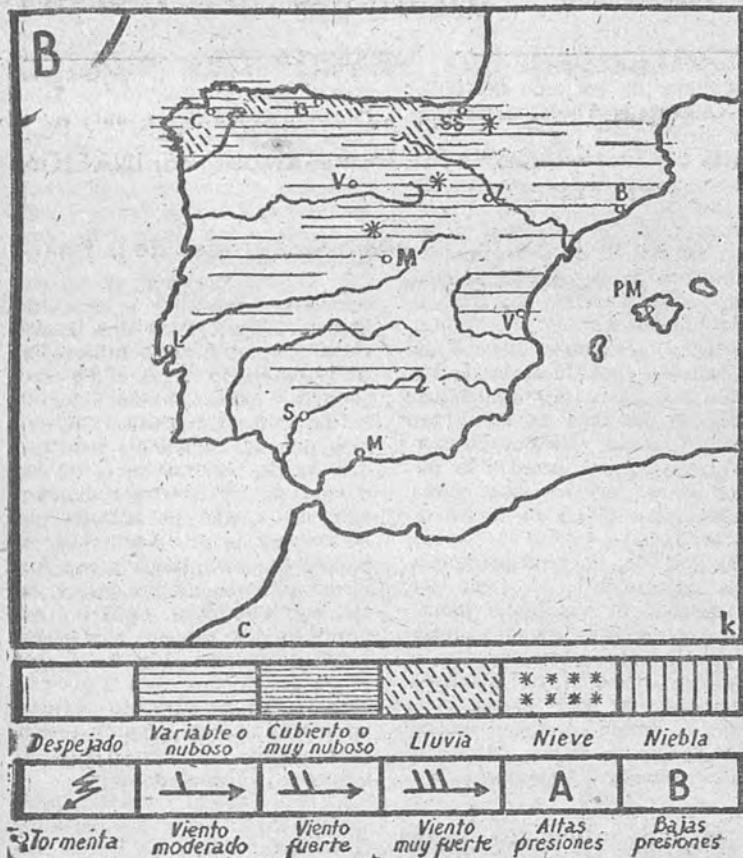 B
B
SS
V
Z
B
M
PM
L
V
S
M
C
k
Despejado
Variable o
nuboso
Cubierto o
muy nuboso
Lluvia
Nieve
Niebla
A
B
Tormenta
Viento
moderado
Viento
fuerte
Viento
muy fuerte
Altas
presiones
Bajas
presiones